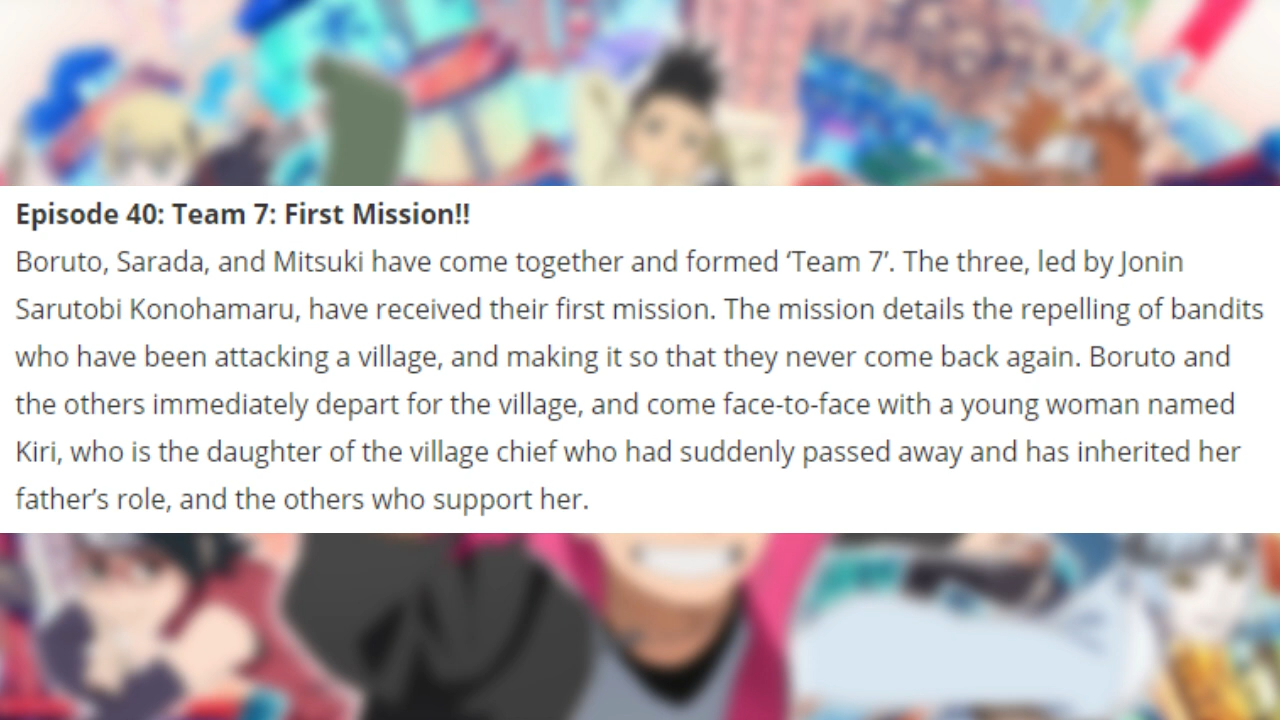 Episode 40: Team 7: First Mission!!
Boruto, Sarada, and Mitsuki have come together and formed ‘Team 7’. The three, led by Jonin
Sarutobi Konohamaru, have received their first mission. The mission details the repelling of bandits
who have been attacking a village, and making it so that they never come back again. Boruto and
the others immediately depart for the village, and come face-to-face with a young woman named
Kiri, who is the daughter of the village chief who had suddenly passed away and has inherited her
father’s role, and the others who support her.